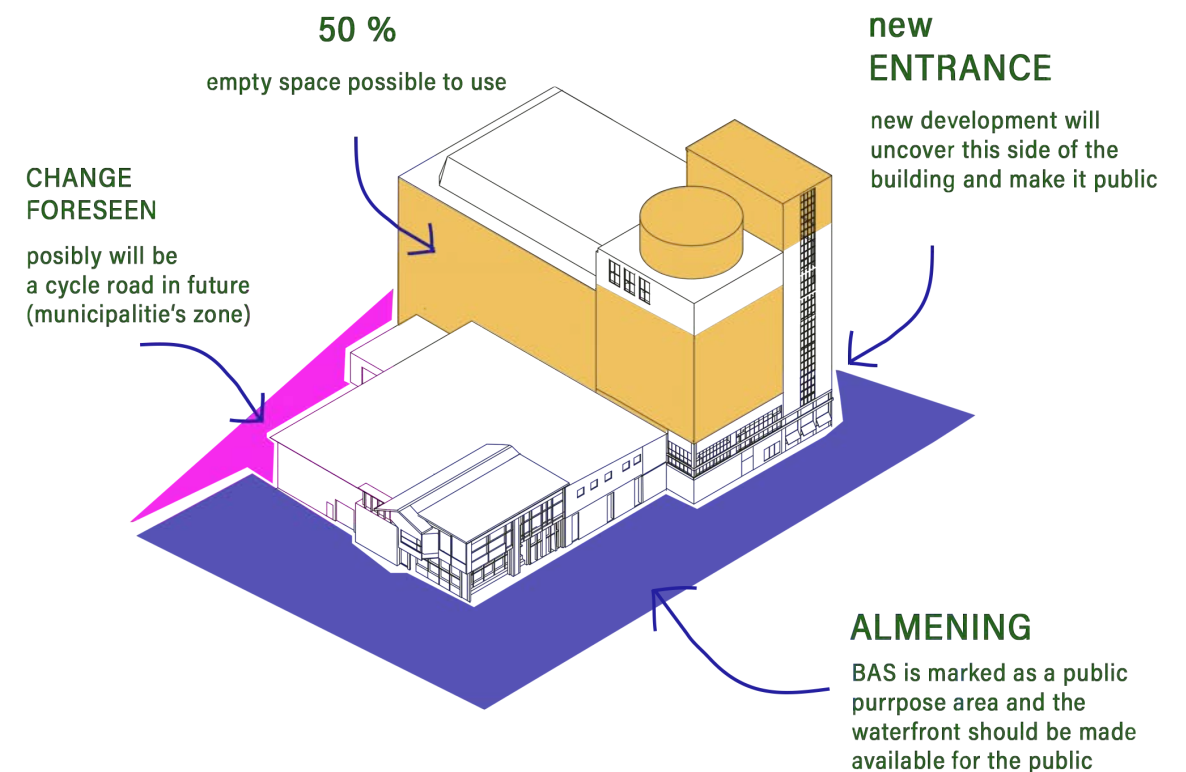 50 %
empty space possible to use
new
ENTRANCE
new development will
uncover this side of the
building and make it public
CHANGE
FORESEEN
posibly will be
a cycle road in future
(municipalitie's zone)
ALMENING
BAS is marked as a public
purrpose area and the
waterfront should be made
available for the public